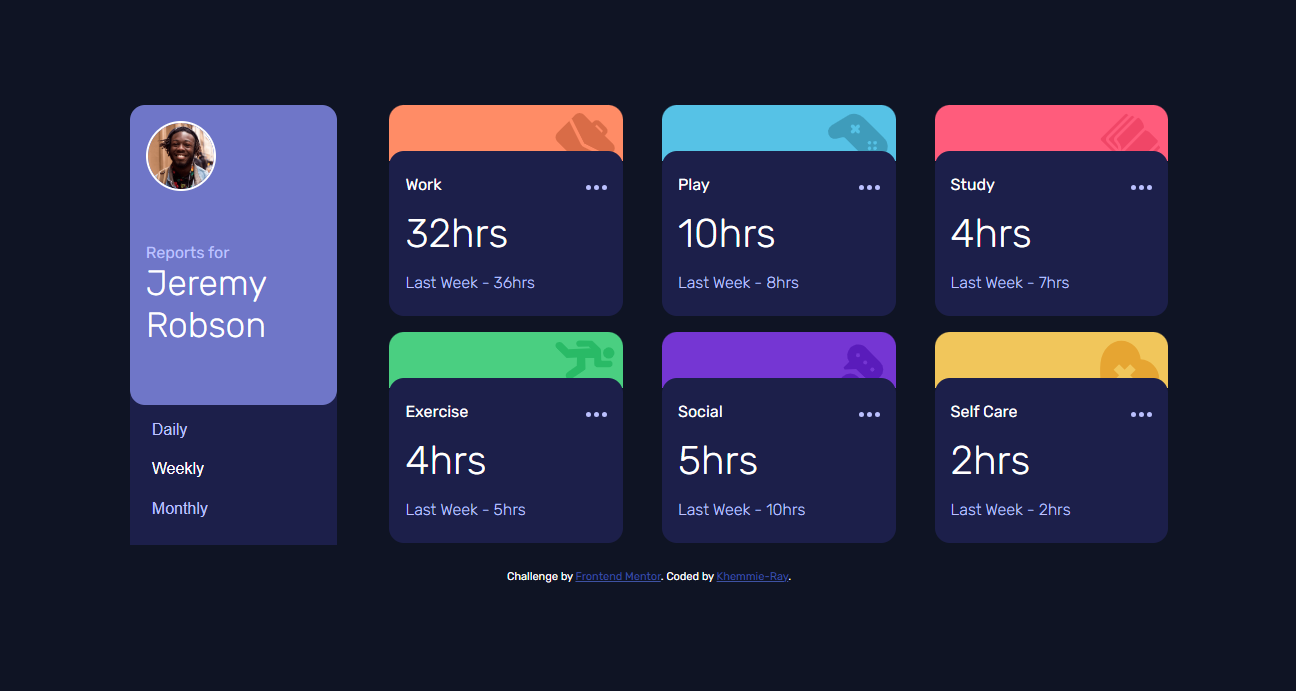 Reports for
Jeremy
Robson
Daily
Weekly
Monthly
Work
32hrs
Last Week - 36hrs
Play
10hrs
Last Week - 8hrs
Study
4hrs
Last Week - 7hrs
Exercise
4hrs
Last Week - 5hrs
Social
5hrs
Last Week - 10hrs
Self Care
2hrs
Last Week - 2hrs
Challenge by Frontend Mentor. Coded by Khemmie-Ray.